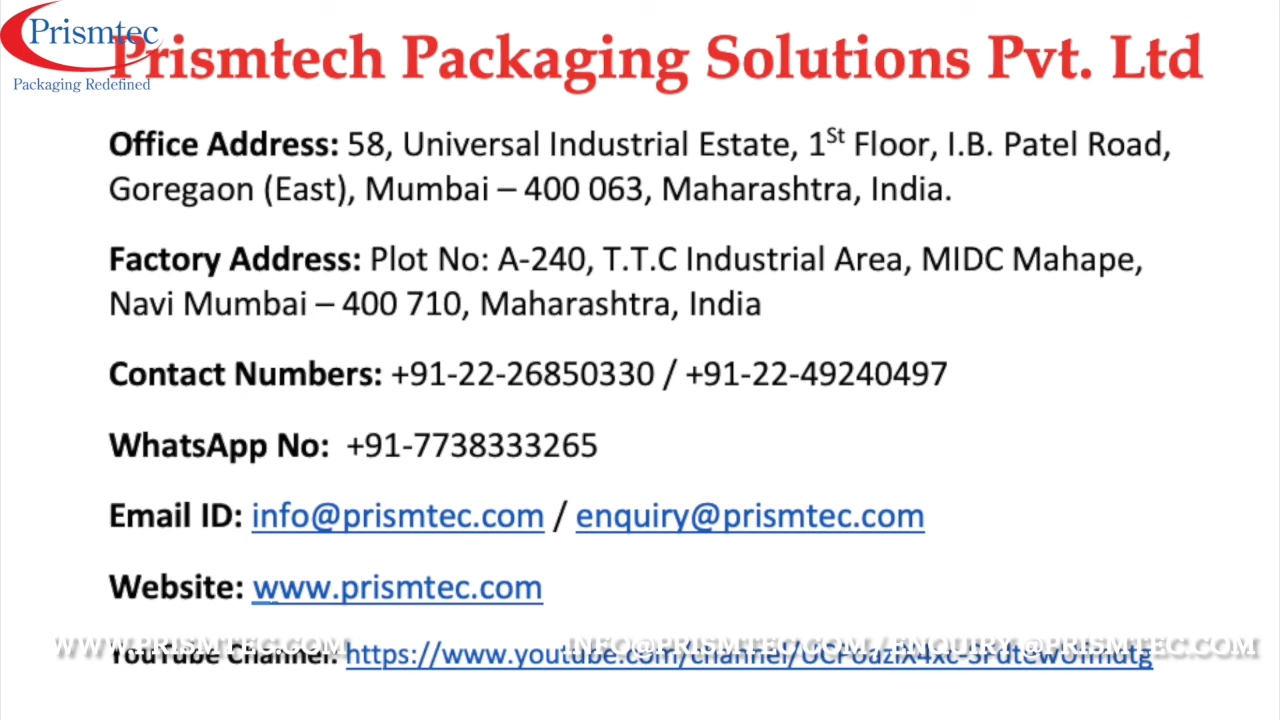 Prismtec
Packaging Redefined
Prismtech Packaging Solutions Pvt. Ltd
Office Address: 58, Universal Industrial Estate, 1St Floor, I.B. Patel Road,
Goregaon (East), Mumbai – 400 063, Maharashtra, India.
Factory Address: Plot No: A-240, T.T.C Industrial Area, MIDC Mahape,
Navi Mumbai – 400 710, Maharashtra, India
Contact Numbers: +91-22-26850330 / +91-22-49240497
WhatsApp No: +91-7738333265
Email ID: info@prismtec.com / enquiry@prismtec.com
Website: www.prismtec.com
WWW.PRISMTEC.COM INFO@PRISMTEC.COM/ENQUIRY@PRISMTEC.COM
YouTube Channel: